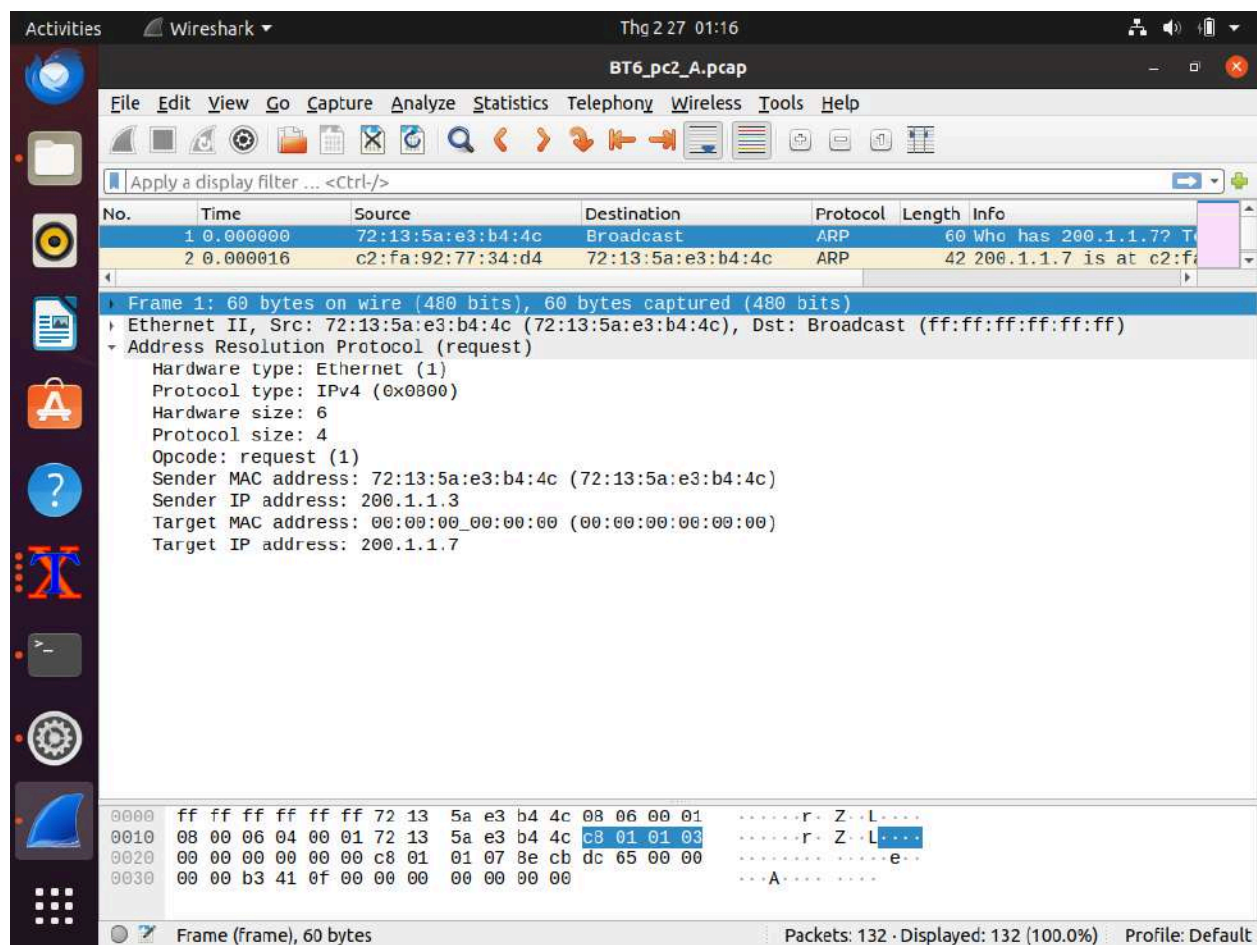 Activities Wireshark Thg 2 27 01:16
BT6_pc2_A.pcap
File Edit View Go Capture Analyze Statistics Telephony Wireless Tools Help
Apply a display filter ... <Ctrl-/>
No. Time Source Destination Protocol Length Info
1 0.000000 72:13:5a:e3:b4:4c Broadcast ARP 60 Who has 200.1.1.7?
2 0.000016 c2:fa:92:77:34:d4 72:13:5a:e3:b4:4c ARP 42 200.1.1.7 is at
Frame 1: 60 bytes on wire (480 bits), 60 bytes captured (480 bits)
Ethernet II, Src: 72:13:5a:e3:b4:4c (72:13:5a:e3:b4:4c), Dst: Broadcast (ff:ff:ff:ff:ff:ff)
Address Resolution Protocol (request)
Hardware type: Ethernet (1)
Protocol type: IPv4 (0x0800)
Hardware size: 6
Protocol size: 4
Opcode: request (1)
Sender MAC address: 72:13:5a:e3:b4:4c (72:13:5a:e3:b4:4c)
Sender IP address: 200.1.1.3
Target MAC address: 00:00:00_00:00:00 (00:00:00:00:00:00)
Target IP address: 200.1.1.7
0000 ff ff ff ff ff ff 72 13 5a e3 b4 4c 08 06 00 01 ······r· Z··L····
0010 08 00 06 04 00 01 72 13 5a e3 b4 4c c8 01 01 03 ······r· Z··L····
0020 00 00 00 00 00 00 c8 01 01 07 8e cb dc 65 00 00 ········ ·····e··
0030 00 00 b3 41 0f 00 00 00 00 00 00 00 ···A···· ····
Frame (frame), 60 bytes Packets: 132 · Displayed: 132 (100.0%) Profile: Default